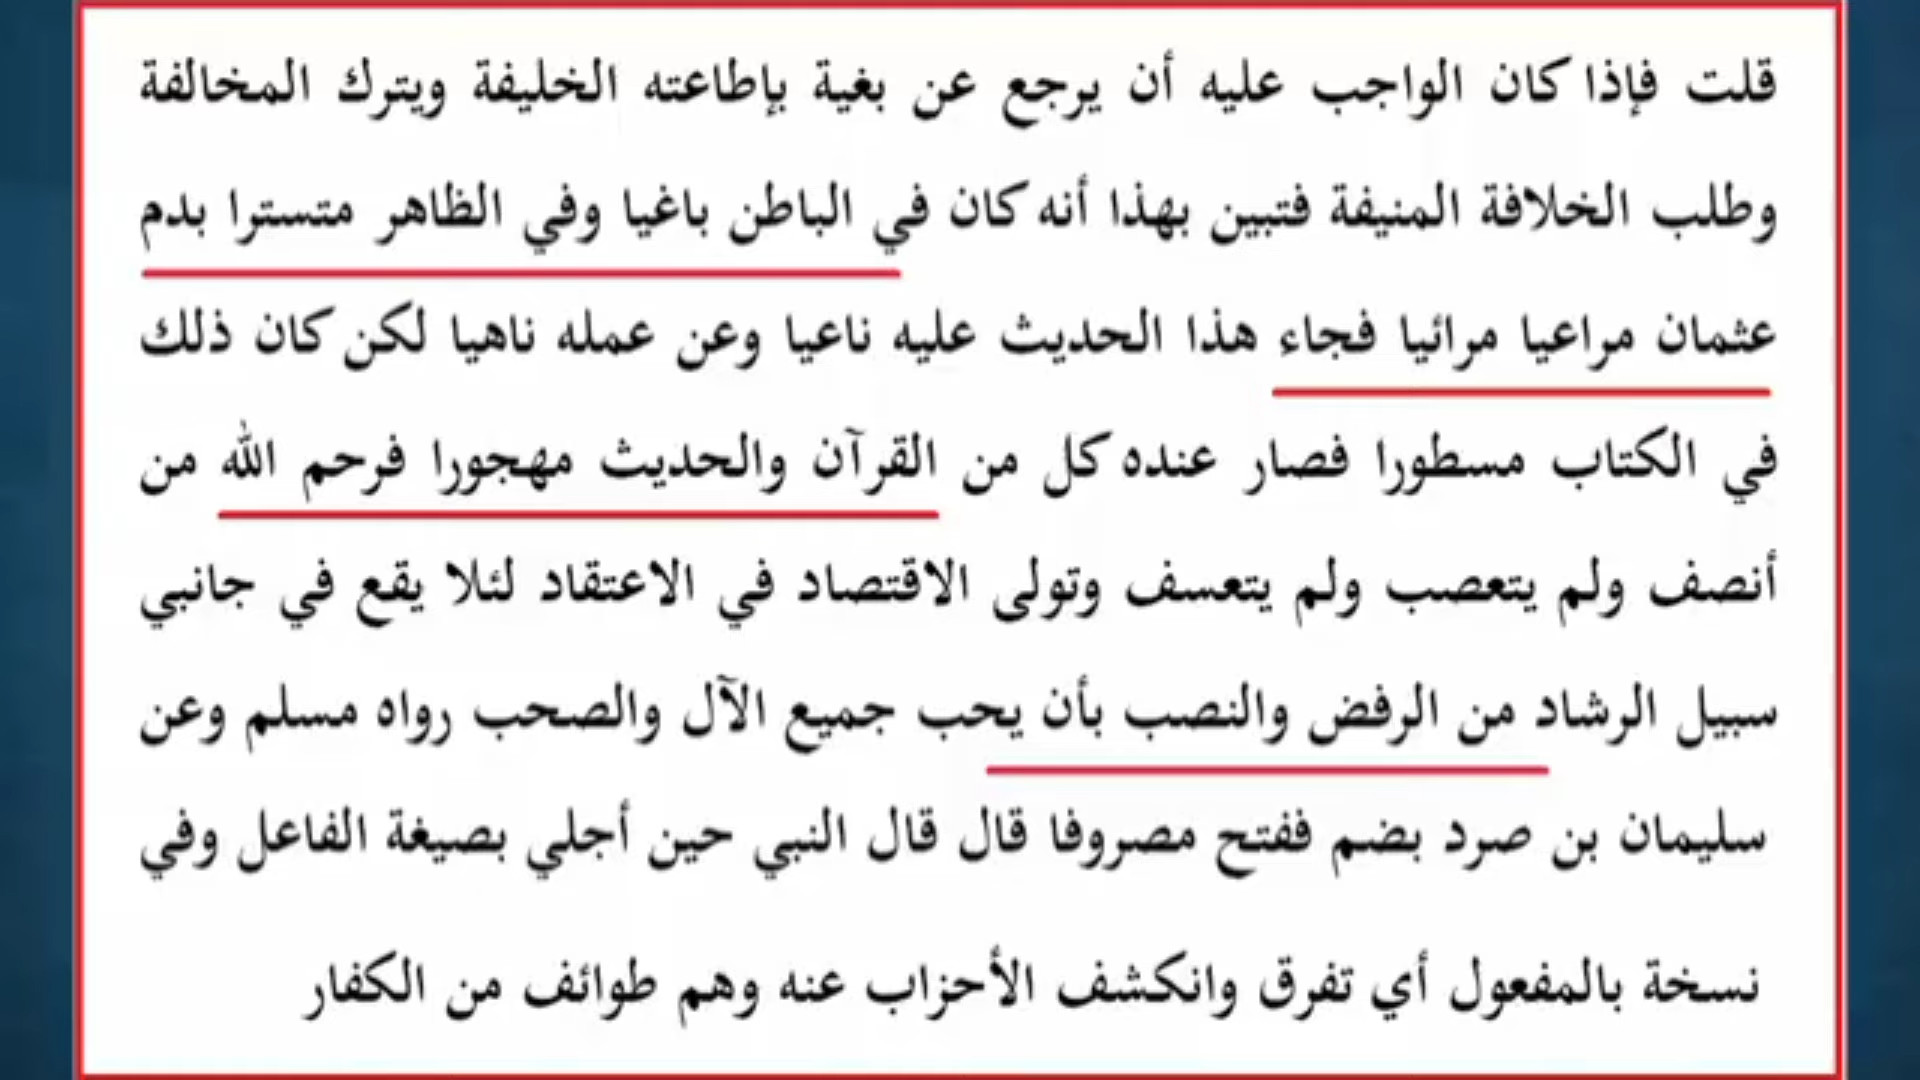 قلت فإذا كان الواجب عليه أن يرجع عن بغية بإطاعته الخليفة ويترك المخالفة
وطلب الخلافة المنيفة فتبين بهذا أنه كان في الباطن باغيا وفي الظاهر متسترا بدم
عثمان مراعيا مرائيا فجاء هذا الحديث عليه ناعيا وعن عمله ناهيا لكن كان ذلك
في الكتاب مسطورا فصار عنده كل من القرآن والحديث مهجورا فرحم الله من
أنصف ولم يتعصب ولم يتعسف وتولى الاقتصاد في الاعتقاد لئلا يقع في جانبي
سبيل الرشاد من الرفض والنصب بأن يحب جميع الآل والصحب رواه مسلم وعن
سليمان بن صرد بضم ففتح مصروفا قال قال النبي حين أجلي بصيغة الفاعل وفي
نسخة بالمفعول أي تفرق وانكشف الأحزاب عنه وهم طوائف من الكفار